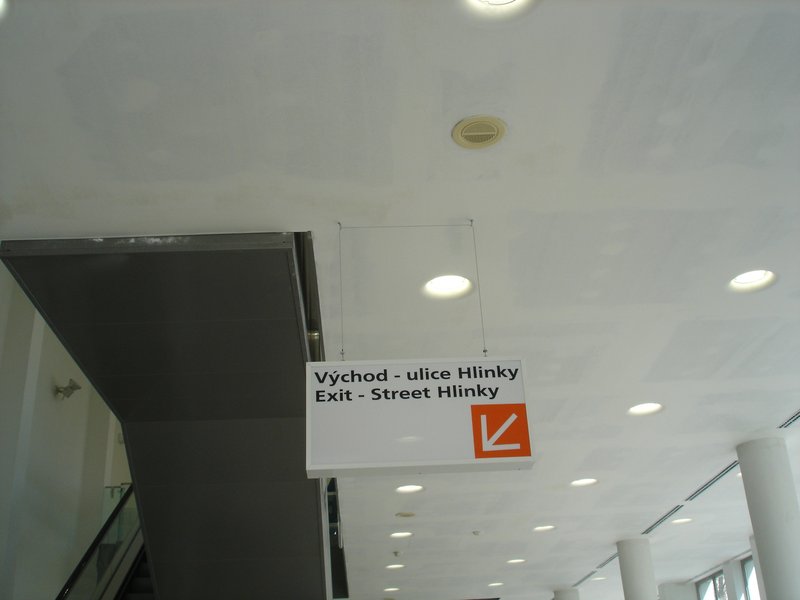 Východ - ulice Hlinky
Exit - Street Hlinky